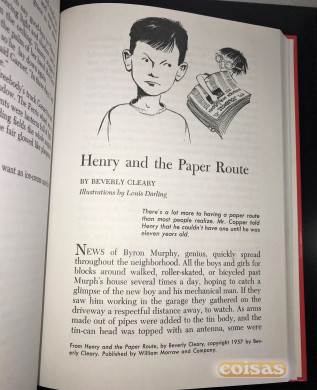 want an ice-cream
Henry and the Paper Route
BY BEVERLY CLEARY
Illustrations by Lonis Darling
There's a lot more to having a paper route
than most people realize. Mr. Capper told
Henry that he couldn't have one until he was
eleven years old.
NEWS of Byron Murphy, genius, quickly spread
throughout the neighborhood. All the boys and girls for
blocks around walked, roller-skated, or bicycled past
Murph's house several times a day, hoping to catch a
glimpse of the new boy and his mechanical man. If they
saw him working in the garage they gathered on the
driveway a respectful distance away, to watch. As arms
made out of pipes were added to the tin body, and the
tin-can head was topped with an antenna, some were
From Henry and the Paper Route, by Beverly Cleary, copyright 1957 by Bev-
erly Cleary. Published by William Morrow and Company.
coisas